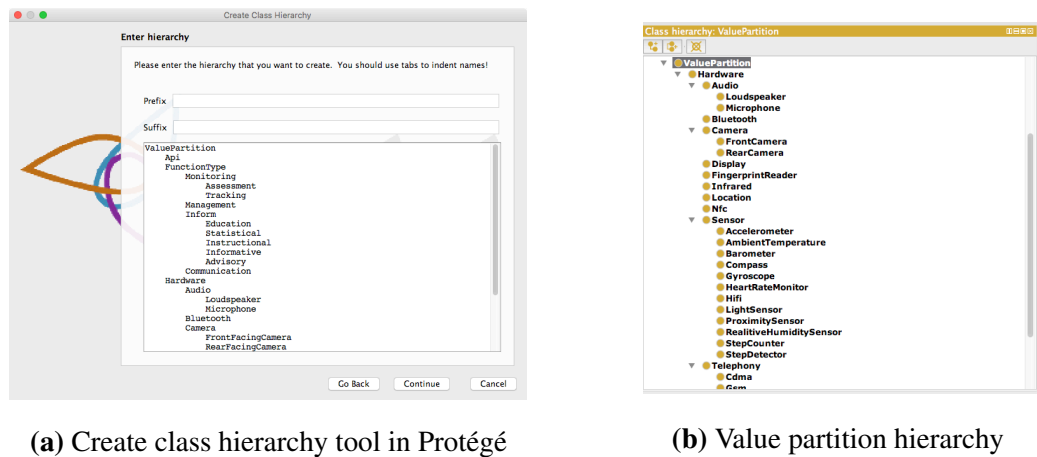 Create Class Hierarchy
Enter hierarchy
Please enter the hierarchy that you want to create. You should use tabs to indent names!
Prefix
Suffix
ValuePartition
Api
FunctionType
Monitoring
Assessment
Tracking
Management
Inform
Education
Statistical
Instructional
Informative
Advisory
Communication
Hardware
Audio
Loudspeaker
Microphone
Bluetooth
Camera
FrontFacingCamera
RearFacingCamera
Go Back Continue Cancel
(a) Create class hierarchy tool in Protégé
Class hierarchy: ValuePartition
ValuePartition
Hardware
Audio
Loudspeaker
Microphone
Bluetooth
Camera
FrontCamera
RearCamera
Display
FingerprintReader
Infrared
Location
Nfc
Sensor
Accelerometer
AmbientTemperature
Barometer
Compass
Gyroscope
HeartRateMonitor
Hifi
LightSensor
ProximitySensor
RealitiveHumiditySensor
StepCounter
StepDetector
Telephony
Cdma
Gsm
(b) Value partition hierarchy